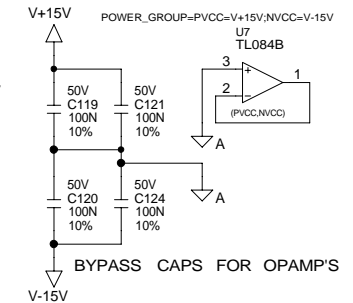 V+15V
POWER_GROUP=PVCC=V+15V;NVCC=V-15V
U7
TL084B
3
+
1
2
-
(PVCC,NVCC)
A
50V
C119
100N
10%
50V
C121
100N
10%
A
50V
C120
100N
10%
50V
C124
100N
10%
BYPASS CAPS FOR OPAMP'S
V-15V